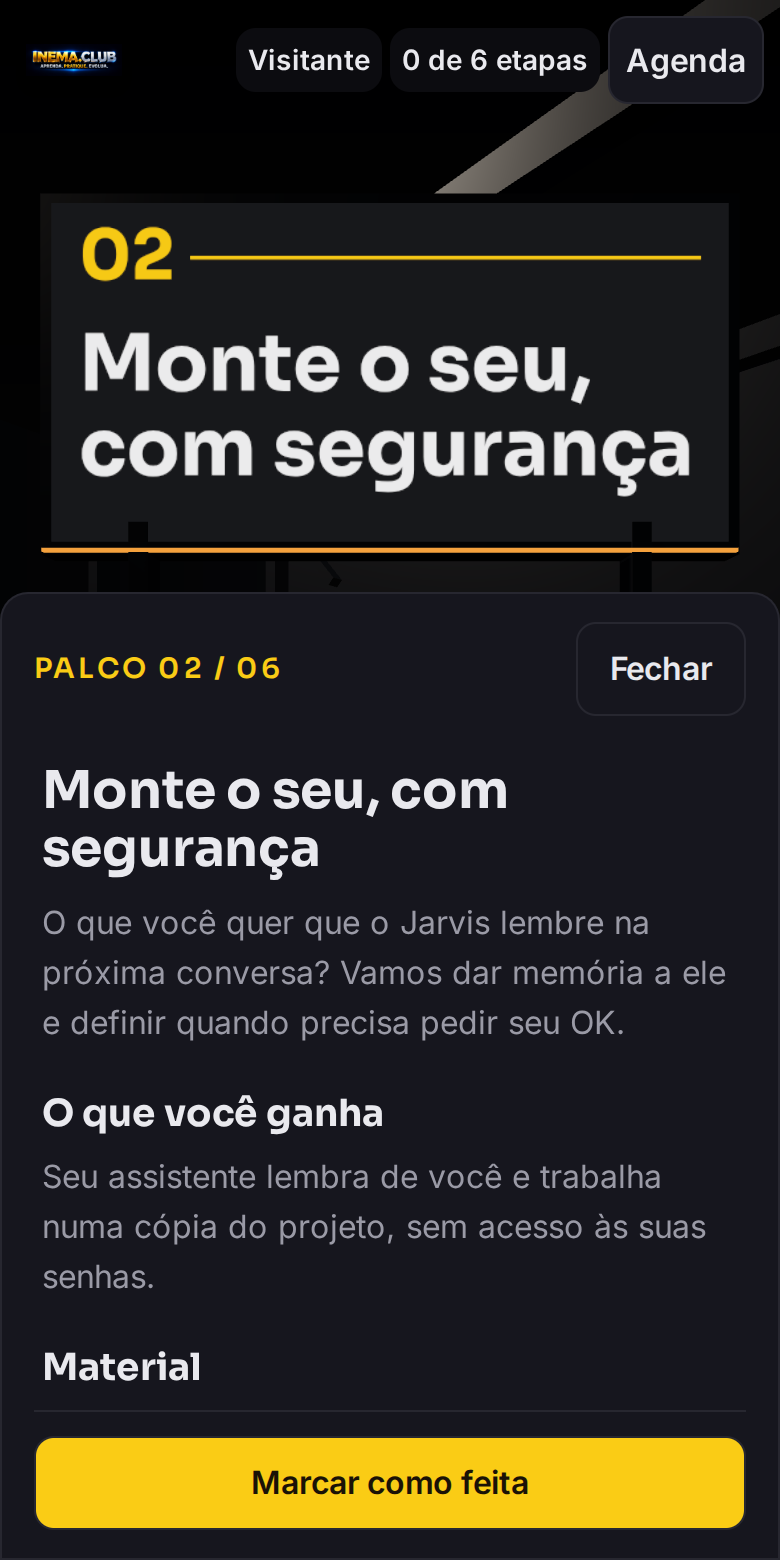 INEMA.CLUB
APRENDA. PRATIQUE. EVOLUA.
Visitante
0 de 6 etapas
Agenda
02
Monte o seu,
com segurança
PALCO 02 / 06
Fechar
Monte o seu, com
segurança
O que você quer que o Jarvis lembre na
próxima conversa? Vamos dar memória a ele
e definir quando precisa pedir seu OK.
O que você ganha
Seu assistente lembra de você e trabalha
numa cópia do projeto, sem acesso às suas
senhas.
Material
Marcar como feita